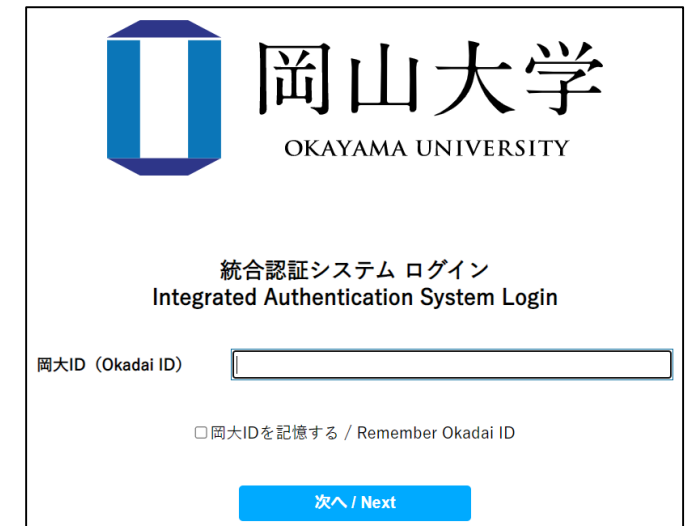 岡山大学
OKAYAMA UNIVERSITY
統合認証システム ログイン
Integrated Authentication System Login
岡大ID（Okadai ID）
岡大IDを記憶する / Remember Okadai ID
次へ / Next